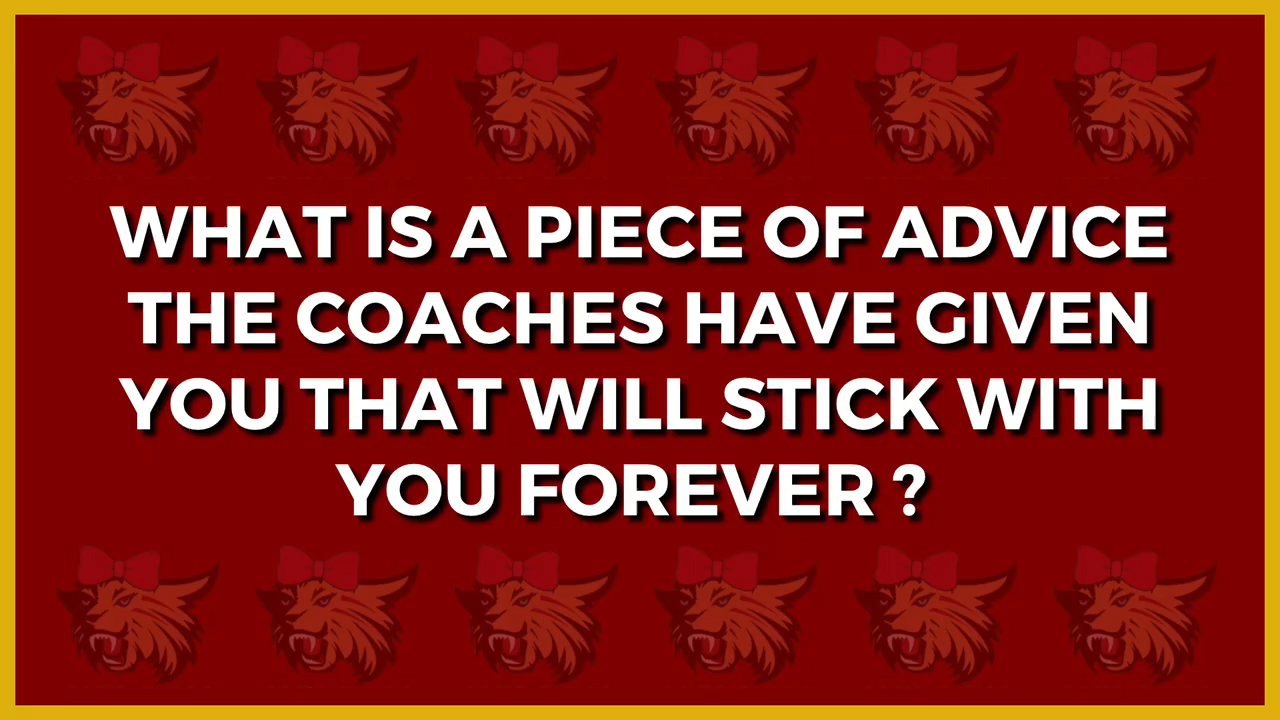 WHAT IS A PIECE OF ADVICE
THE COACHES HAVE GIVEN
YOU THAT WILL STICK WITH
YOU FOREVER ?